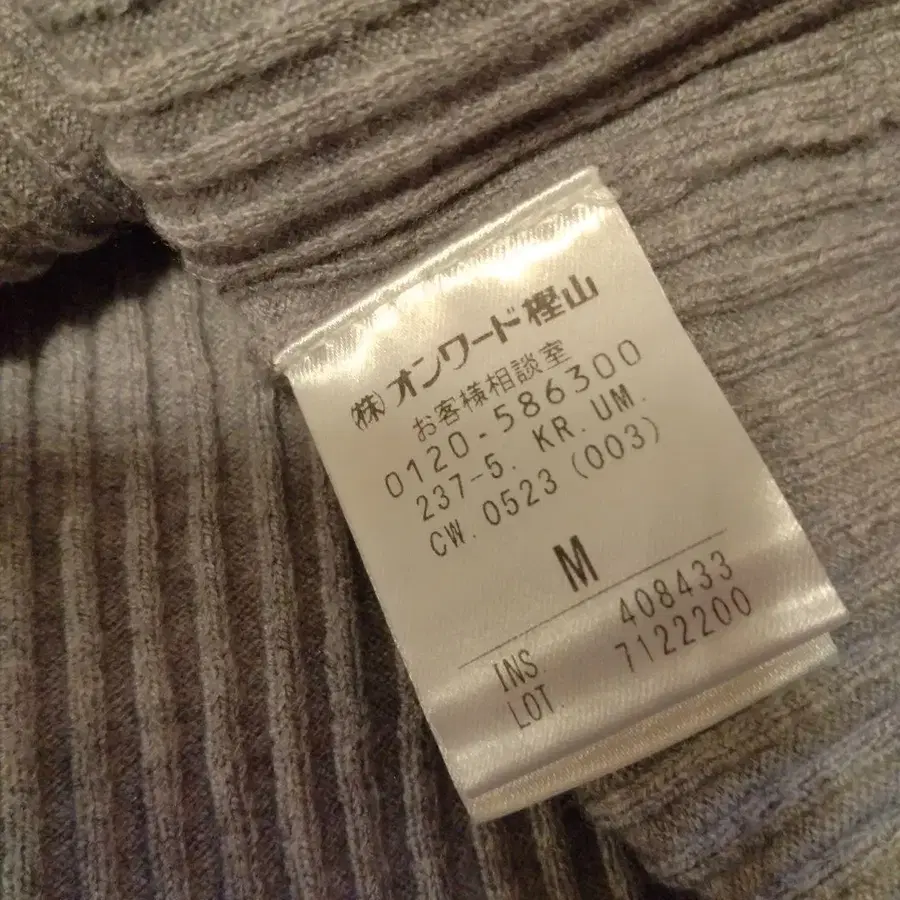 ㈱オンワード樫山
お客様相談室
0120-586300
237-5. KR. UM.
CW. 0523 (003)
M
INS. 408433
LOT. 7122200